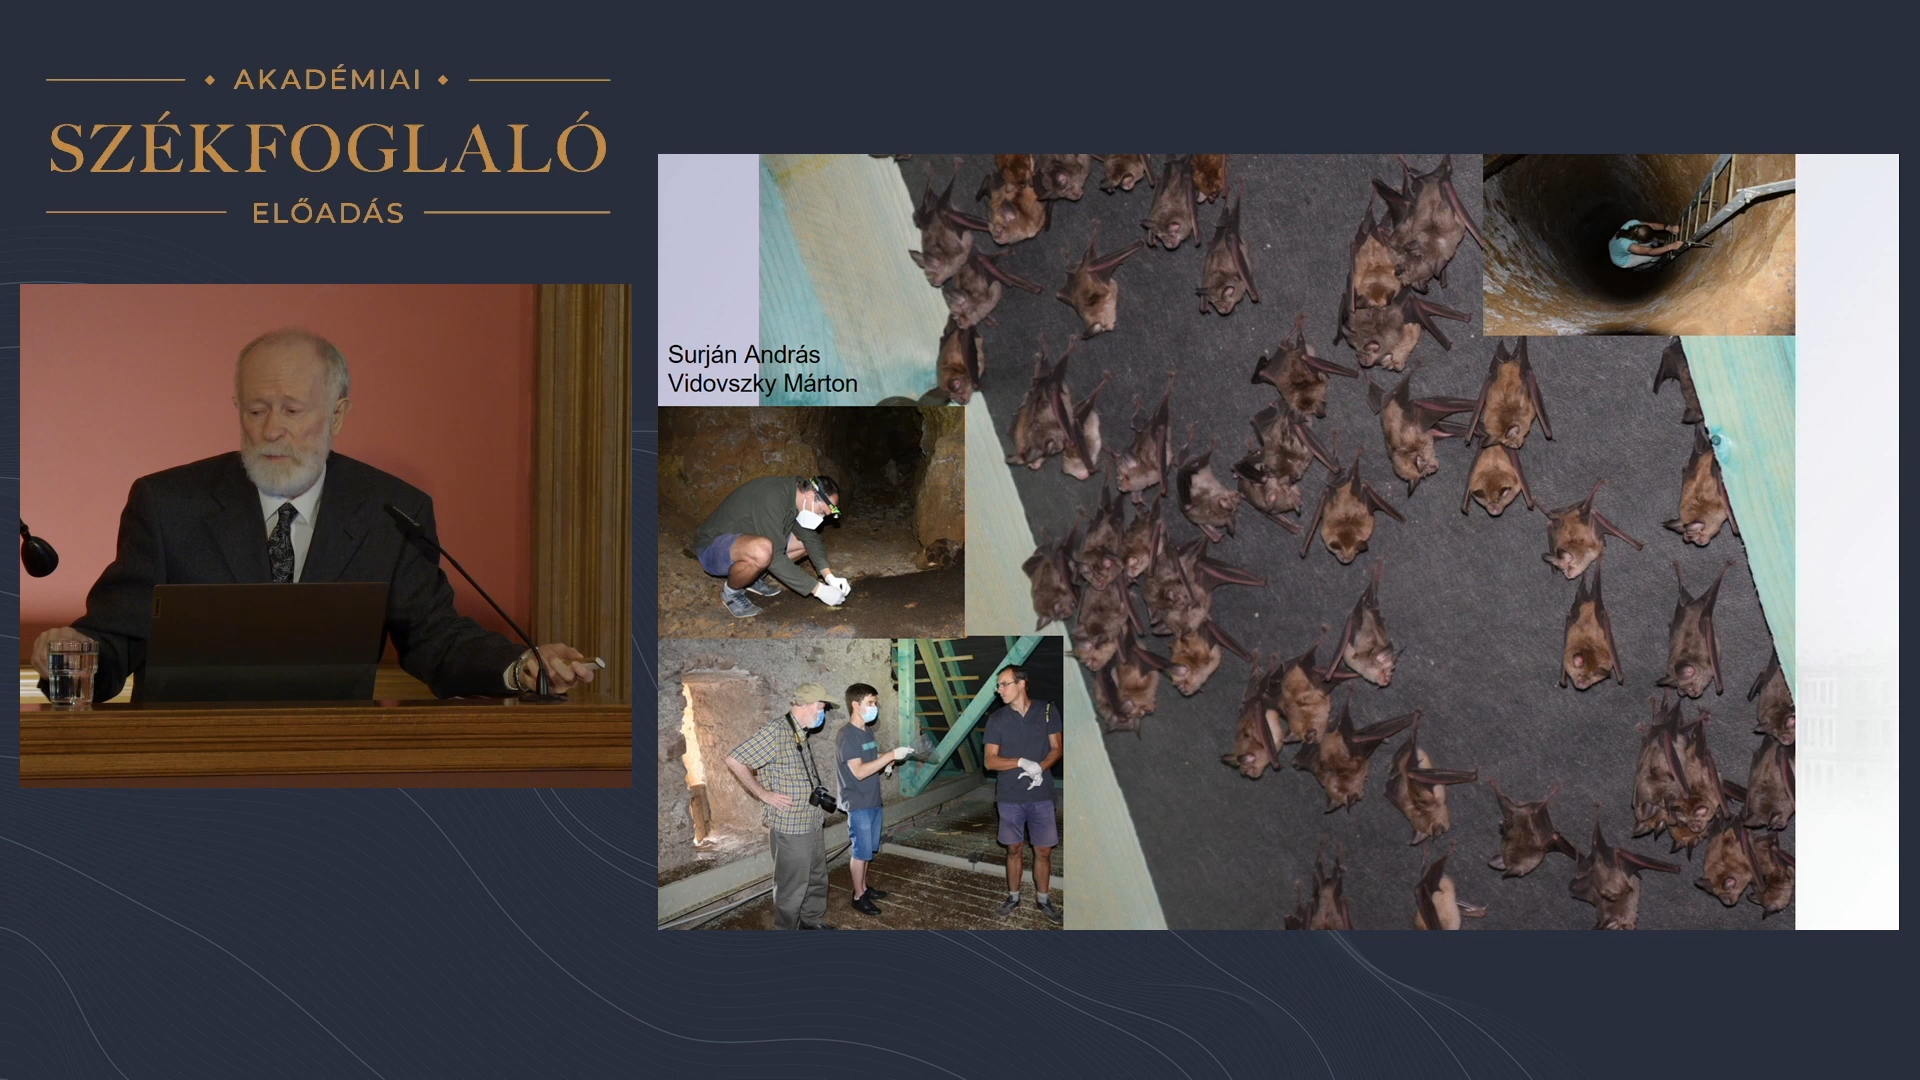 AKADÉMIAI
SZÉKFOGLALÓ
ELŐADÁS
Surján András
Vidovszky Márton